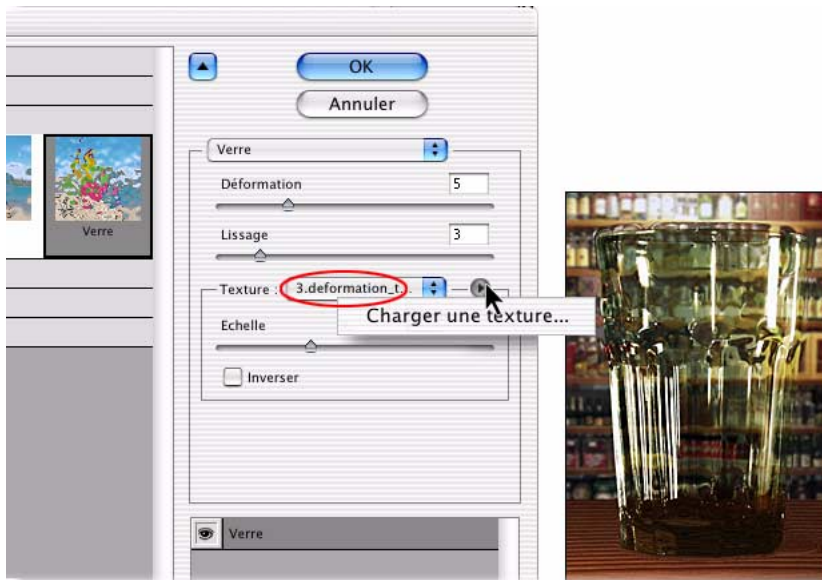 OK
Annuler
Verre
Déformation 5
Verre
Lissage 3
Texture : 3.deformation_t...
Charger une texture...
Echelle
Inverser
Verre